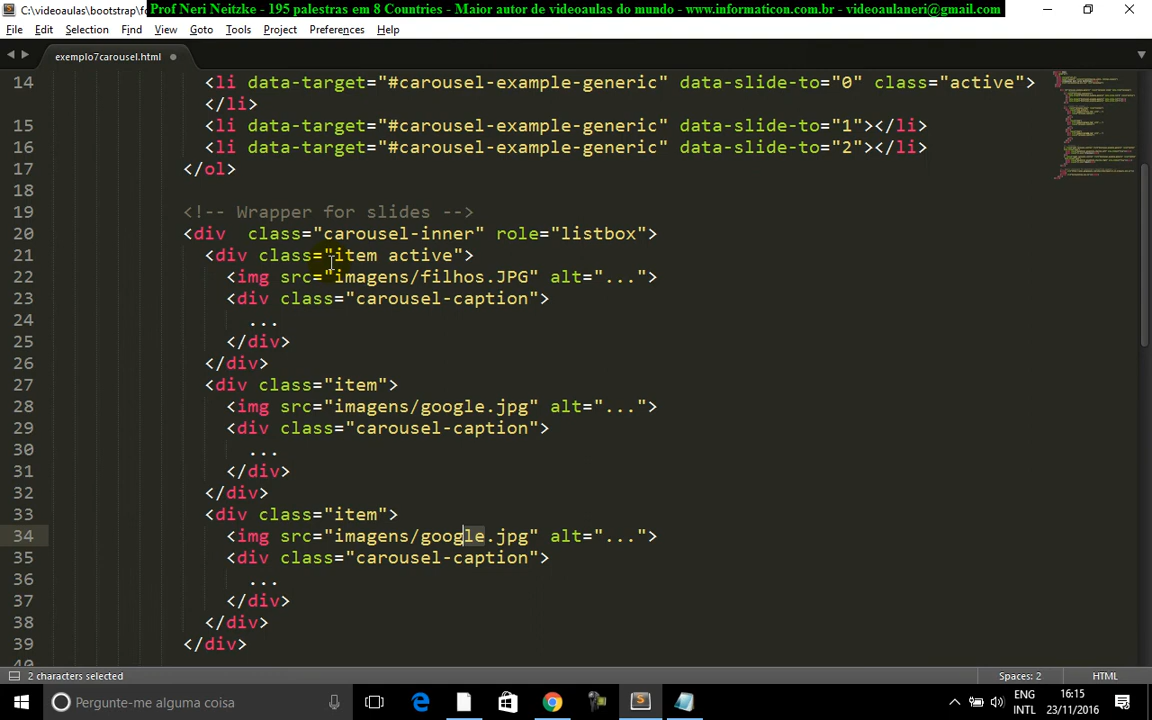 C:\videoaulas\bootstrap\fo
Prof Neri Neitzke - 195 palestras em 8 Countries - Maior autor de videoaulas do mundo - www.informaticon.com.br - videoaulaneri@gmail.com
File Edit Selection Find View Goto Tools Project Preferences Help
exemplo7carousel.html
14 <li data-target="#carousel-example-generic" data-slide-to="0" class="active">
</li>
15 <li data-target="#carousel-example-generic" data-slide-to="1"></li>
16 <li data-target="#carousel-example-generic" data-slide-to="2"></li>
17 </ol>
18
19 <!-- Wrapper for slides -->
20 <div  class="carousel-inner" role="listbox">
21 <div class="item active">
22 <img src="imagens/filhos.JPG" alt="...">
23 <div class="carousel-caption">
24 ...
25 </div>
26 </div>
27 <div class="item">
28 <img src="imagens/google.jpg" alt="...">
29 <div class="carousel-caption">
30 ...
31 </div>
32 </div>
33 <div class="item">
34 <img src="imagens/google.jpg" alt="...">
35 <div class="carousel-caption">
36 ...
37 </div>
38 </div>
39 </div>
40
2 characters selected Spaces: 2 HTML
Pergunte-me alguma coisa
ENG 16:15
INTL 23/11/2016